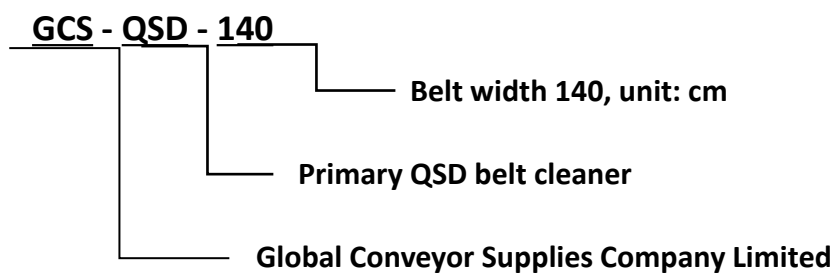 GCS - QSD - 140
Belt width 140, unit: cm
Primary QSD belt cleaner
Global Conveyor Supplies Company Limited